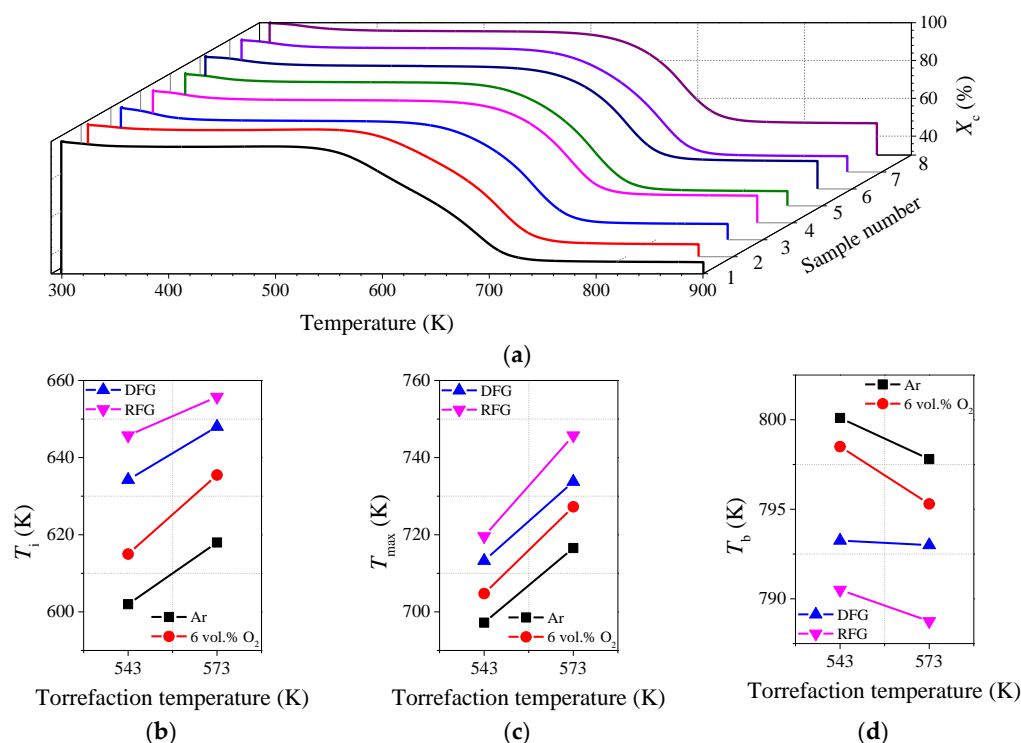 100
80
60
40
X_c (%)
8
7
6
5
4
3
2
1
Sample number
300 400 500 600 700 800 900
Temperature (K)
(a)
660
640
620
600
T_i (K)
DFG
RFG
Ar
6 vol.% O₂
543 573
Torrefaction temperature (K)
(b)
760
740
720
700
T_max (K)
DFG
RFG
Ar
6 vol.% O₂
543 573
Torrefaction temperature (K)
(c)
800
795
790
T_b (K)
Ar
6 vol.% O₂
DFG
RFG
543 573
Torrefaction temperature (K)
(d)